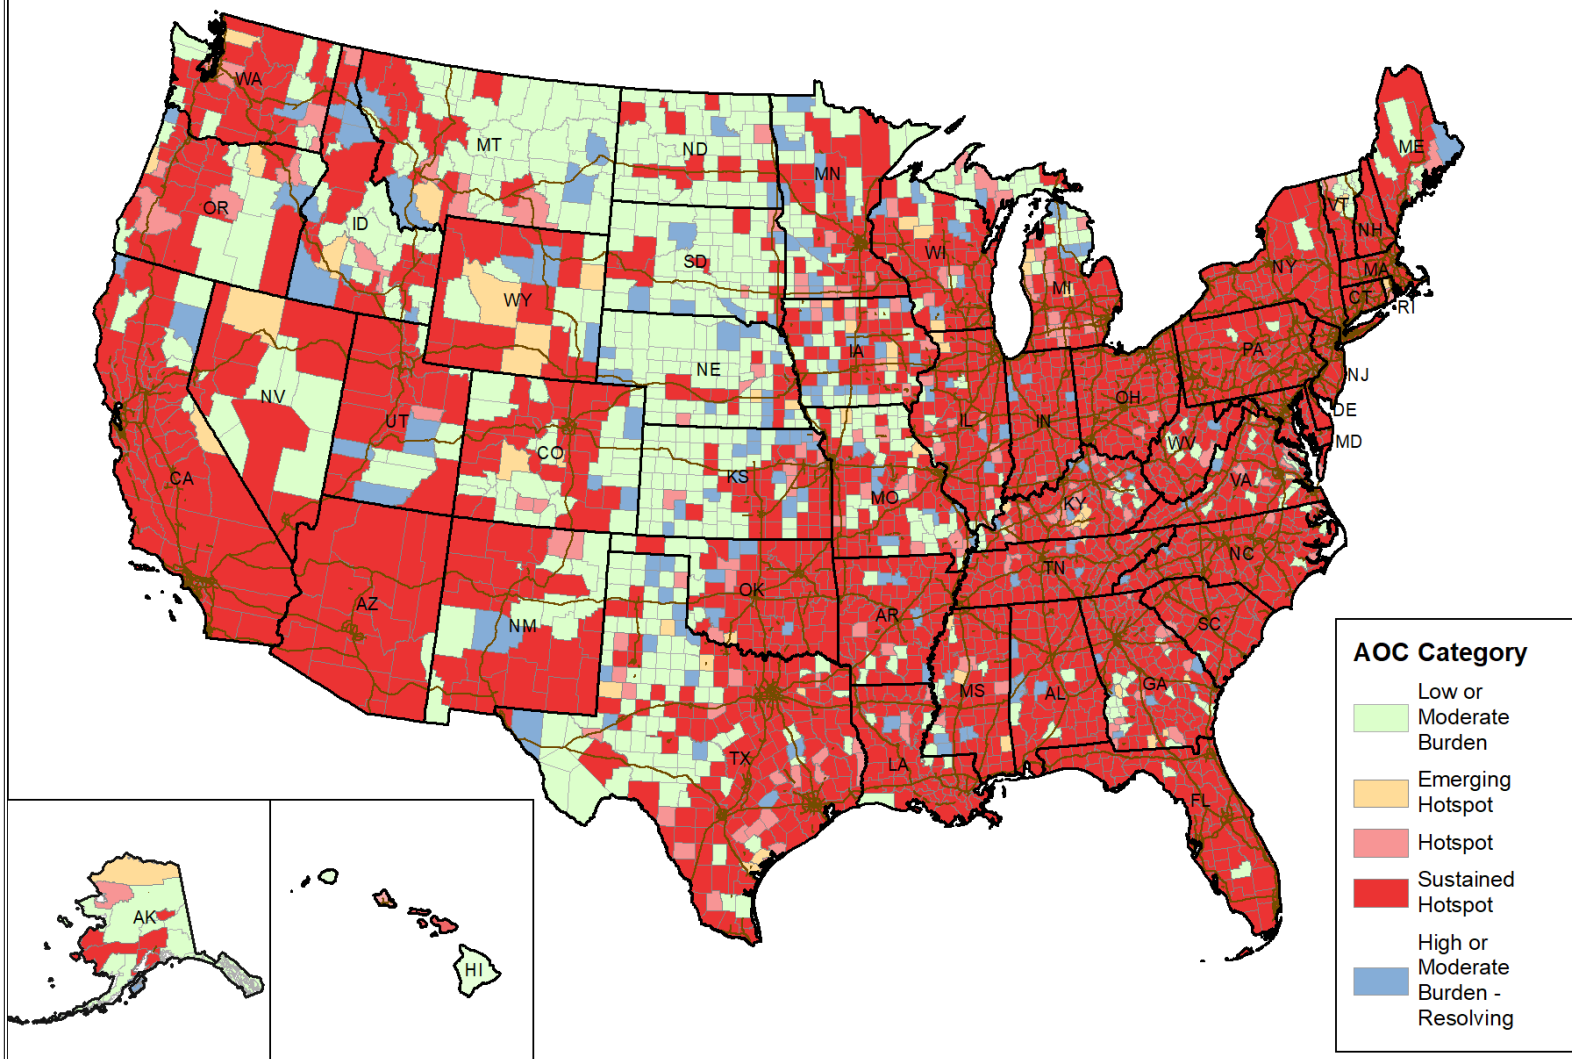 WA
MT
ND
MN
ME
OR
ID
SD
WI
VT
NH
WY
MI
NY
MA
CT
RI
IA
NE
PA
NV
NJ
UT
OH
DE
CO
IL
IN
WV
MD
CA
KS
MO
KY
VA
NC
TN
AZ
NM
OK
AR
SC
MS
AL
GA
TX
LA
FL
AK
HI
AOC Category
Low or
Moderate
Burden
Emerging
Hotspot
Hotspot
Sustained
Hotspot
High or
Moderate
Burden -
Resolving